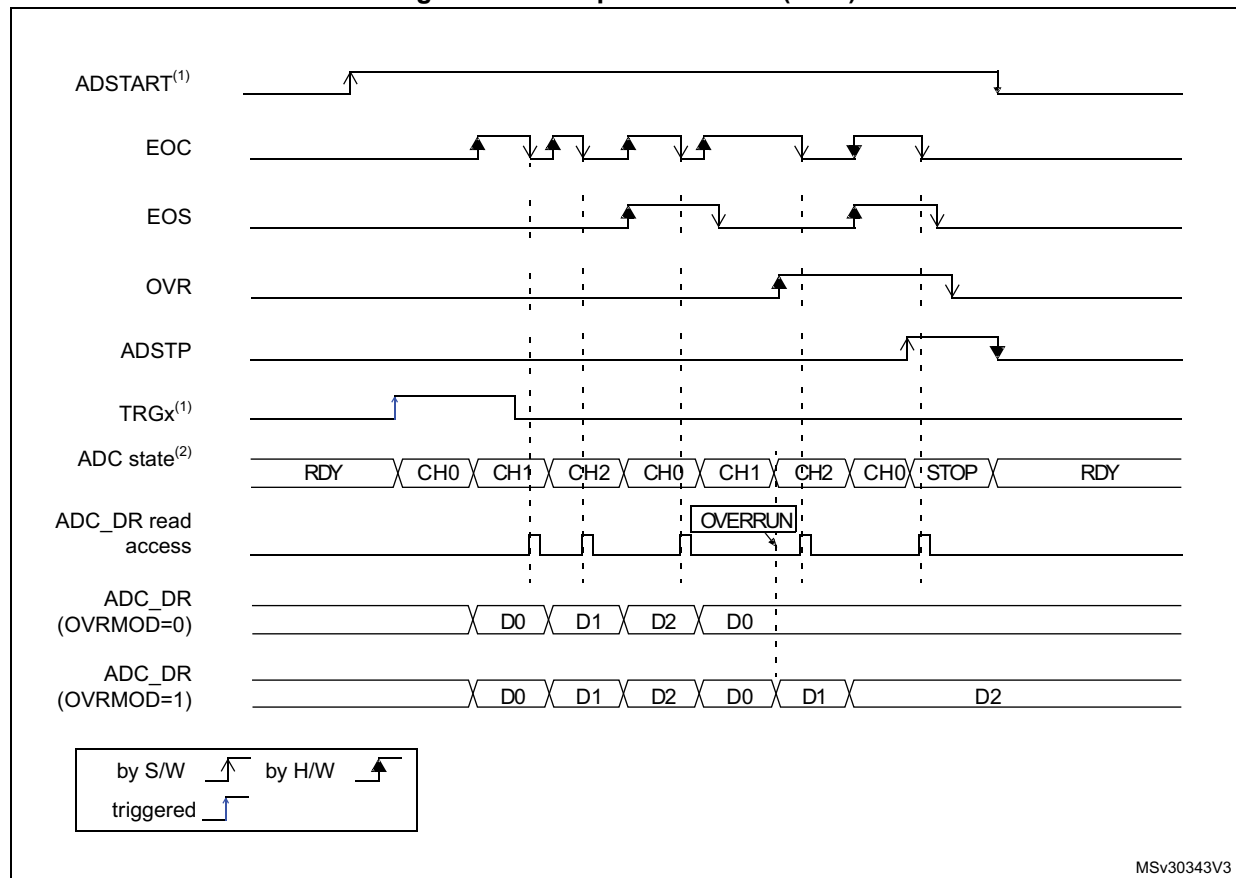 ADSTART(1)
EOC
EOS
OVR
ADSTP
TRGx(1)
ADC state(2)
RDY CH0 CH1 CH2 CH0 CH1 CH2 CH0 STOP RDY
ADC_DR read
access
OVERRUN
ADC_DR
(OVRMOD=0)
D0 D1 D2 D0
ADC_DR
(OVRMOD=1)
D0 D1 D2 D0 D1 D2
by S/W by H/W
triggered
MSv30343V3